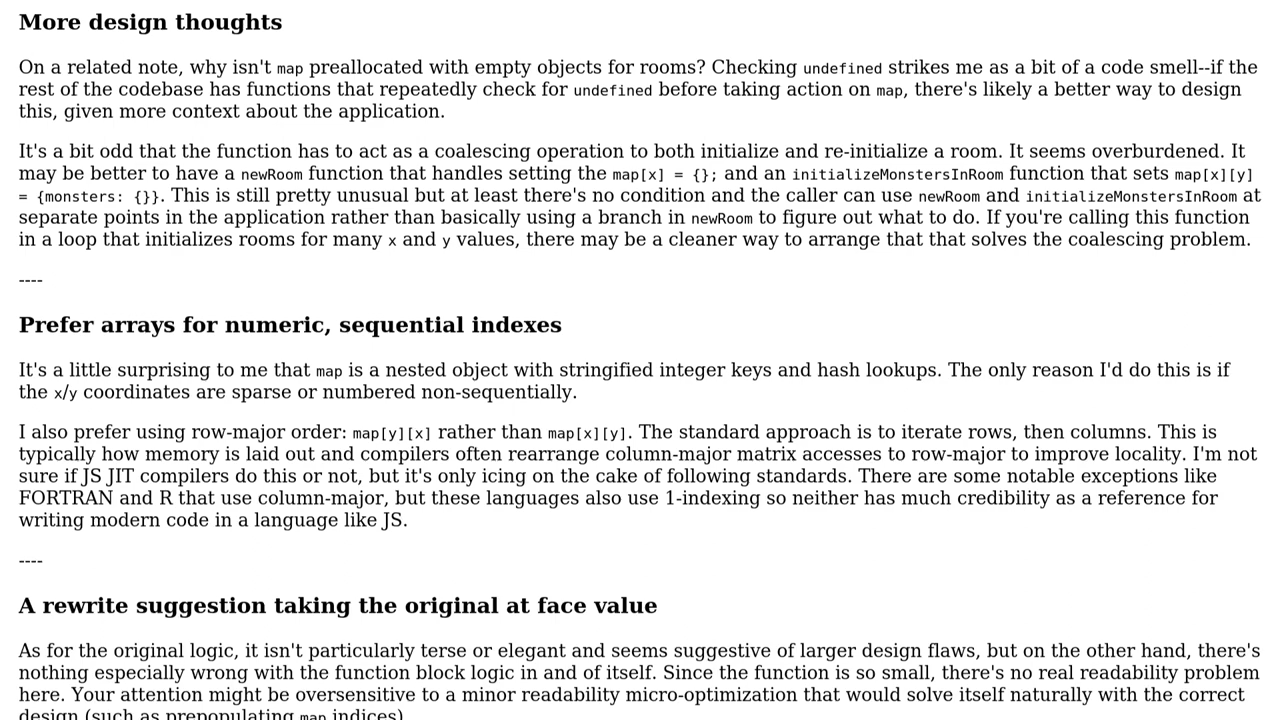 More design thoughts
On a related note, why isn't map preallocated with empty objects for rooms? Checking undefined strikes me as a bit of a code smell--if the
rest of the codebase has functions that repeatedly check for undefined before taking action on map, there's likely a better way to design
this, given more context about the application.
It's a bit odd that the function has to act as a coalescing operation to both initialize and re-initialize a room. It seems overburdened. It
may be better to have a newRoom function that handles setting the map[x] = {}; and an initializeMonstersInRoom function that sets map[x][y]
= {monsters: {}}. This is still pretty unusual but at least there's no condition and the caller can use newRoom and initializeMonstersInRoom at
separate points in the application rather than basically using a branch in newRoom to figure out what to do. If you're calling this function
in a loop that initializes rooms for many x and y values, there may be a cleaner way to arrange that that solves the coalescing problem.
----
Prefer arrays for numeric, sequential indexes
It's a little surprising to me that map is a nested object with stringified integer keys and hash lookups. The only reason I'd do this is if
the x/y coordinates are sparse or numbered non-sequentially.
I also prefer using row-major order: map[y][x] rather than map[x][y]. The standard approach is to iterate rows, then columns. This is
typically how memory is laid out and compilers often rearrange column-major matrix accesses to row-major to improve locality. I'm not
sure if JS JIT compilers do this or not, but it's only icing on the cake of following standards. There are some notable exceptions like
FORTRAN and R that use column-major, but these languages also use 1-indexing so neither has much credibility as a reference for
writing modern code in a language like JS.
----
A rewrite suggestion taking the original at face value
As for the original logic, it isn't particularly terse or elegant and seems suggestive of larger design flaws, but on the other hand, there's
nothing especially wrong with the function block logic in and of itself. Since the function is so small, there's no real readability problem
here. Your attention might be oversensitive to a minor readability micro-optimization that would solve itself naturally with the correct
design (such as prepopulating map indices).